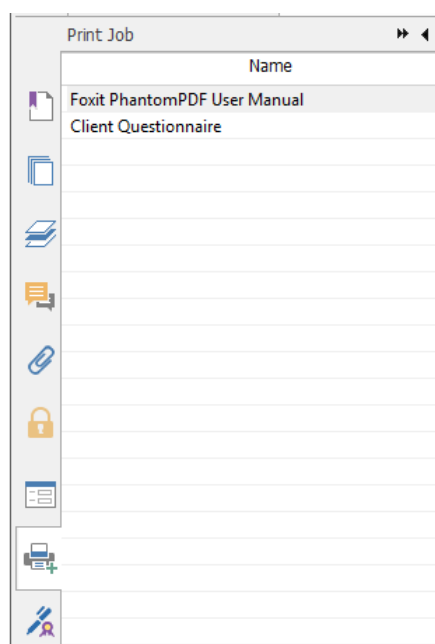 Print Job
Name
Foxit PhantomPDF User Manual
Client Questionnaire